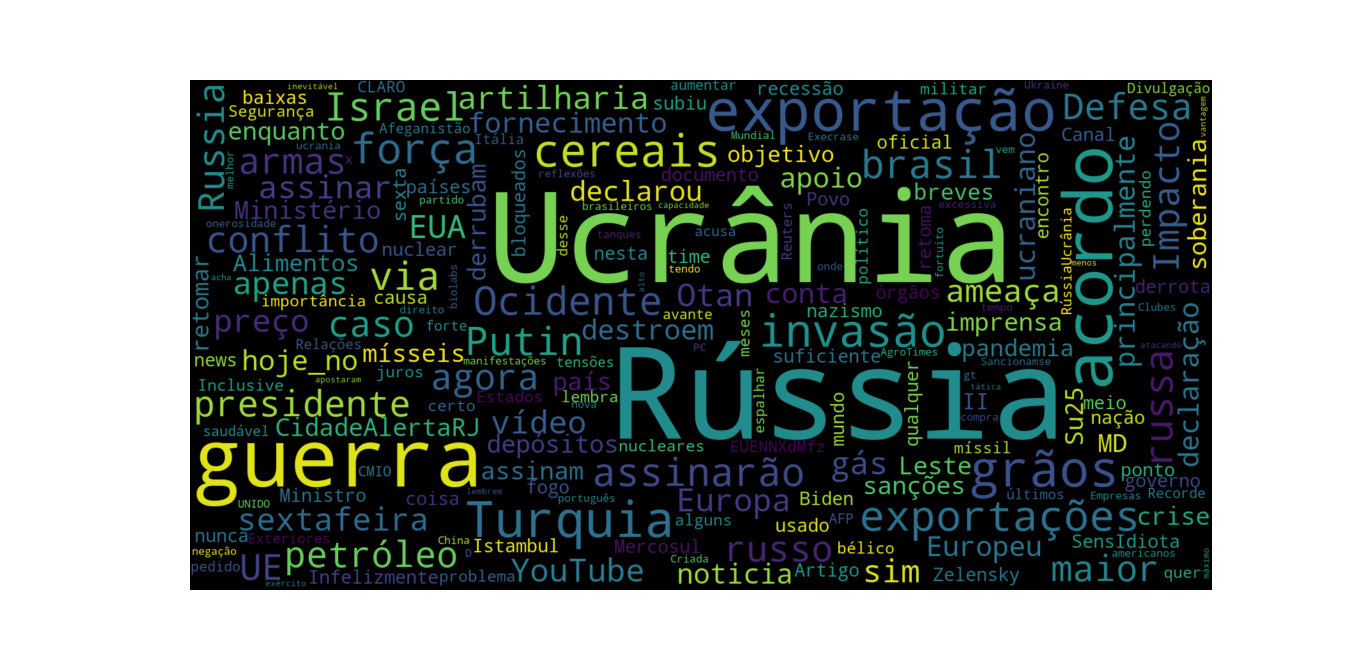 inevitável
CLARO
aumentar
recessão
militar
Ukraine
Divulgação
Russia
baixas
Segurança
Israel
artilharia
subiu
exportação
Defesa
vantagem
enquanto
Afeganistão
Itália
fornecimento
Mundial
Execrase
oficial
Canal
ucrania
força
cereais
objetivo
brasil
vem
ucraniano
principalmente
Impacto
armas
x
bloqueados
reflexões
documento
apoio
breves
encontro
acordo
soberania
melhor
assinar
sexta
países
partido
derrubam
declarou
Povo
Ministério
brasileiros
capacidade
EUA
Ucrânia
desse
tanques
acusa
Reuters
político
retoma
excessiva
fortuito
perdendo
onerosidade
conflito
nuclear
nesta
time
onde
RússiaUcrânia
retomar
acha
Alimentos
via
biolabs
tendo
menos
apenas
alto
órgãos
ameaça
derrota
importância
causa
Ocidente
Otan
conta
tempo
Clubes
preço
direito
caso
forte
destroem
avante
meses
nazismo
imprensa
Relações
Putin
PC
invasão
atacando
news
hoje_no
mísseis
manifestações
tensões
suficiente
AgroTimes
pandemia
Sancionamse
apostaram
juros
agora
país
Rússia
espalhar
qualquer
gt
tática
Inclusive
Estados
lembra
mundo
II
compra
Su25
meio
declaração
russa
presidente
certo
nova
nação
saudável
CidadeAlertaRJ
vídeo
depósitos
nucleares
EUENNXdMfz
míssil
MD
guerra
CMIO
assinam
assinarão
gás
Leste
grãos
ponto
fogo
sanções
governo
UNIDO
Ministro
coisa
lembrem
português
Europa
Biden
últimos
Empresas
Recorde
sextafeira
Turquia
alguns
usado
AFP
exportações
crise
nunca
Exteriores
China
Istambul
Mercosul
russo
bélico
Europeu
SensIdiota
negação
petróleo
D
Criada
americanos
pedido
UE
Infelizmente
problema
YouTube
noticia
Artigo
sim
Zelensky
maior
quer
máximo
exército